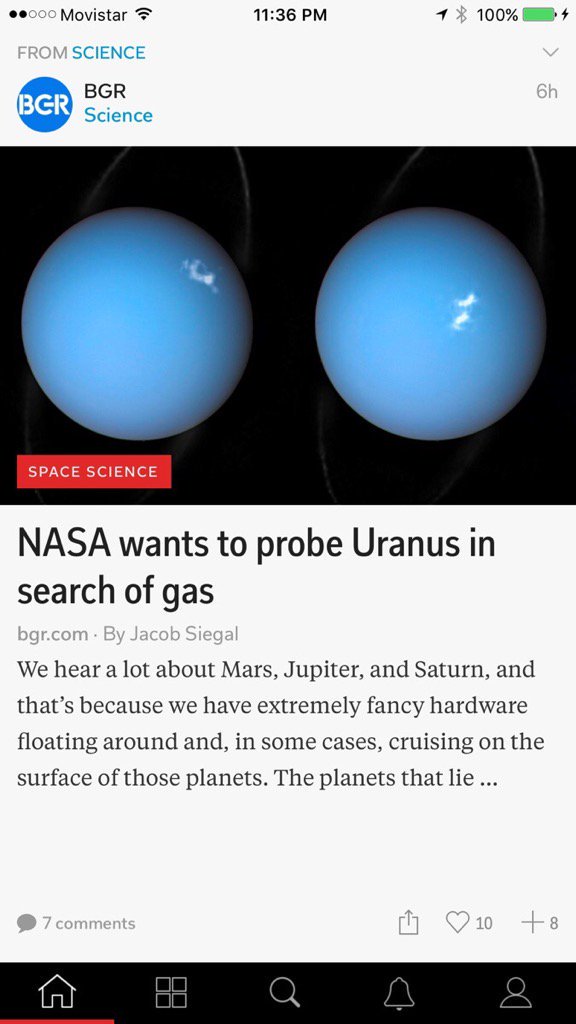 Movistar 11:36 PM 100%
FROM SCIENCE
BGR
BGR 6h
Science
SPACE SCIENCE
NASA wants to probe Uranus in
search of gas
bgr.com · By Jacob Siegal
We hear a lot about Mars, Jupiter, and Saturn, and
that’s because we have extremely fancy hardware
floating around and, in some cases, cruising on the
surface of those planets. The planets that lie ...
7 comments 10 8